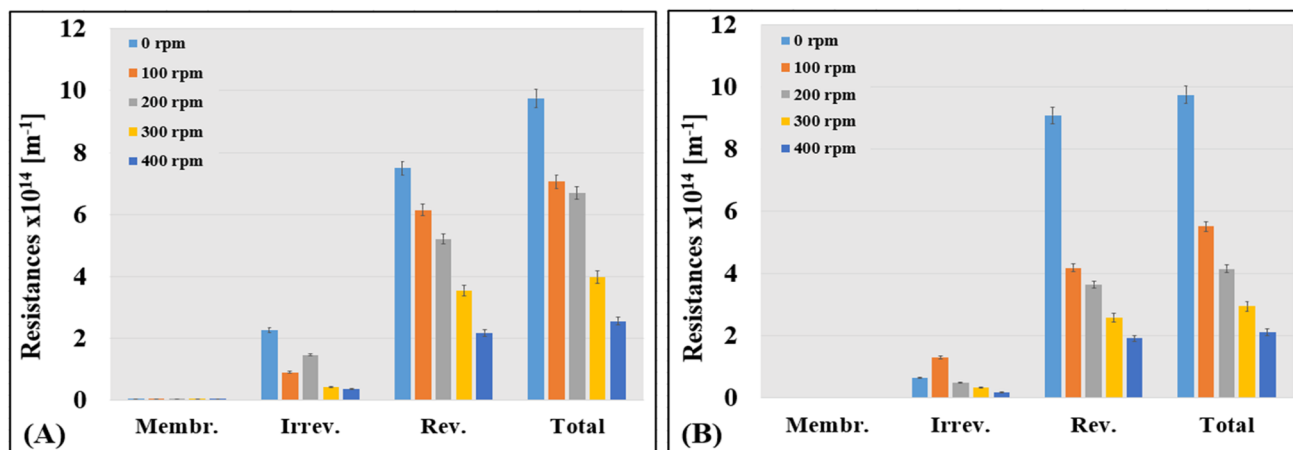 12
10
8
6
4
2
0
Resistances x10¹⁴ [m⁻¹]
0 rpm
100 rpm
200 rpm
300 rpm
400 rpm
Membr. Irrev. Rev. Total
(A)
12
10
8
6
4
2
0
Resistances x10¹⁴ [m⁻¹]
0 rpm
100 rpm
200 rpm
300 rpm
400 rpm
Membr. Irrev. Rev. Total
(B)